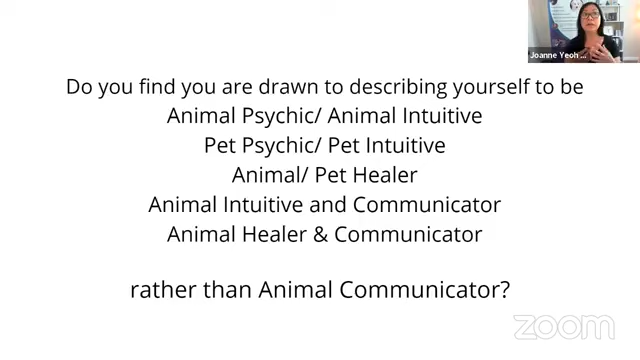 Joanne Yeoh
Do you find you are drawn to describing yourself to be
Animal Psychic/ Animal Intuitive
Pet Psychic/ Pet Intuitive
Animal/ Pet Healer
Animal Intuitive and Communicator
Animal Healer & Communicator
rather than Animal Communicator?
zoom